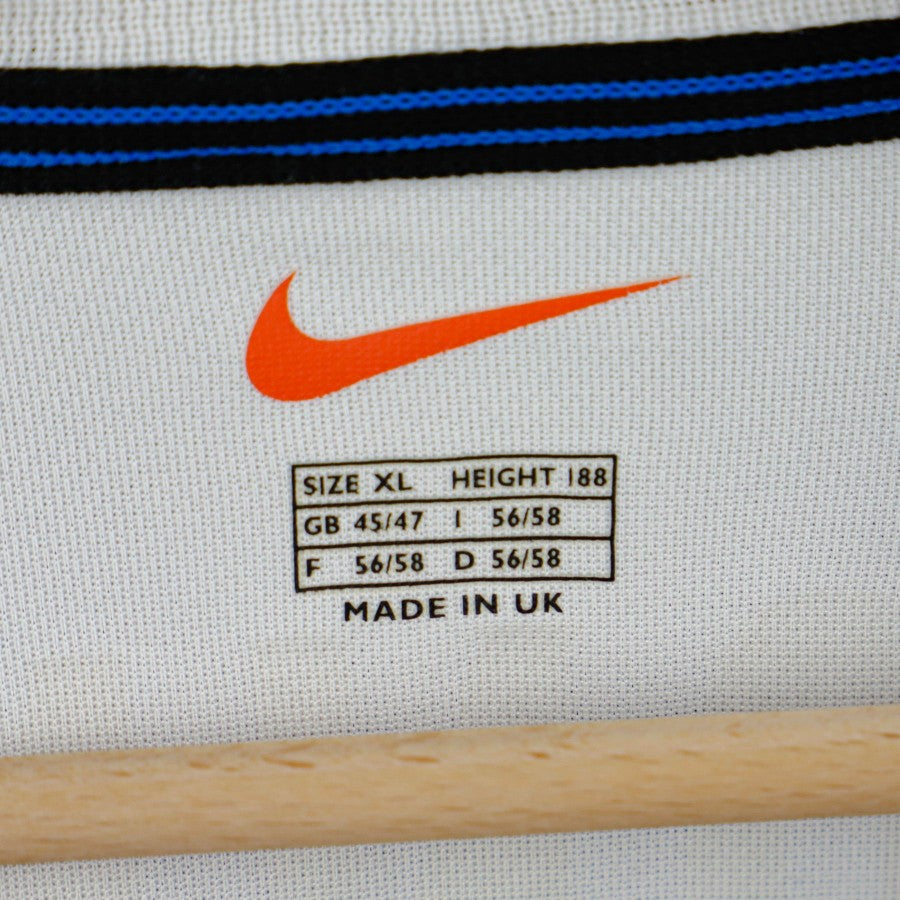 SIZE XL HEIGHT 188
GB 45/47 I 56/58
F 56/58 D 56/58
MADE IN UK